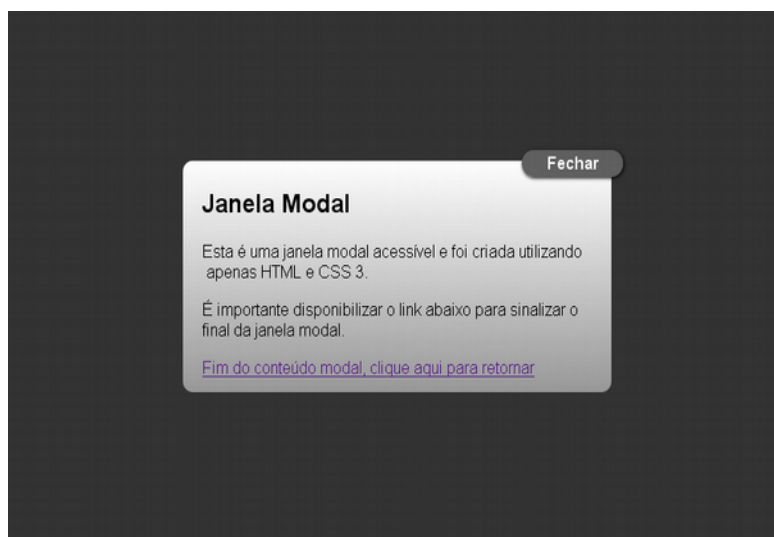 Fechar
Janela Modal
Esta é uma janela modal acessível e foi criada utilizando
apenas HTML e CSS 3.
É importante disponibilizar o link abaixo para sinalizar o
final da janela modal.
Fim do conteúdo modal, clique aqui para retornar